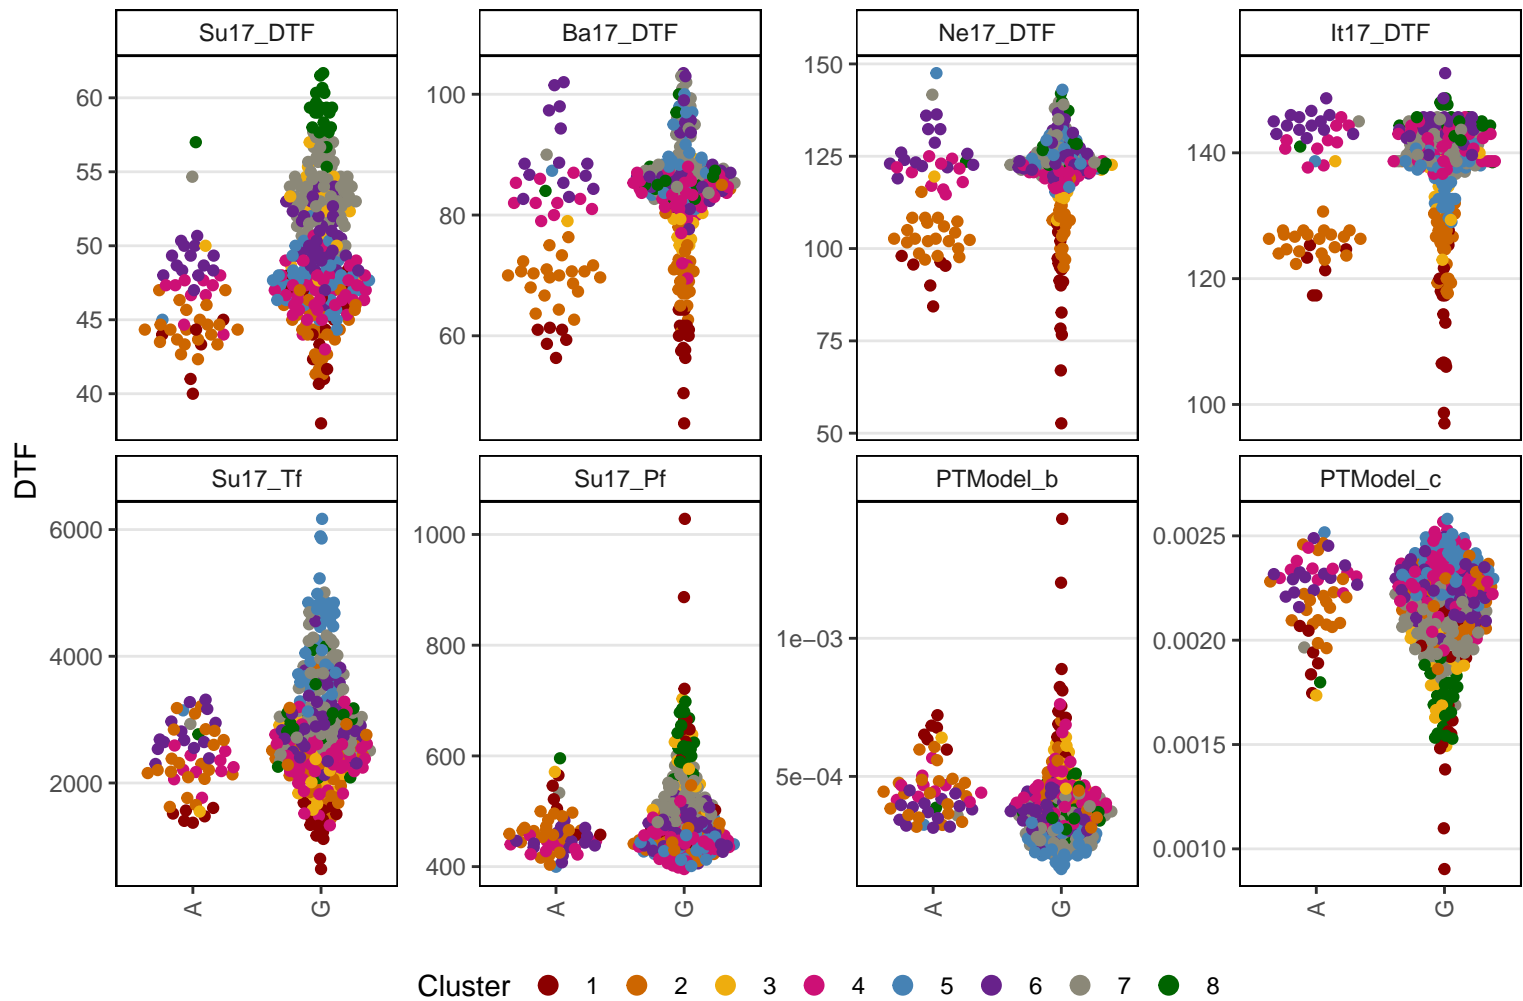 Su17_DTF
Ba17_DTF
Ne17_DTF
It17_DTF
60
55
50
45
40
100
80
60
150
125
100
75
50
140
120
100
DTF
Su17_Tf
Su17_Pf
PTModel_b
PTModel_c
6000
4000
2000
1000
800
600
400
1e−03
5e−04
0.0025
0.0020
0.0015
0.0010
A G A G A G A G
Cluster 1 2 3 4 5 6 7 8